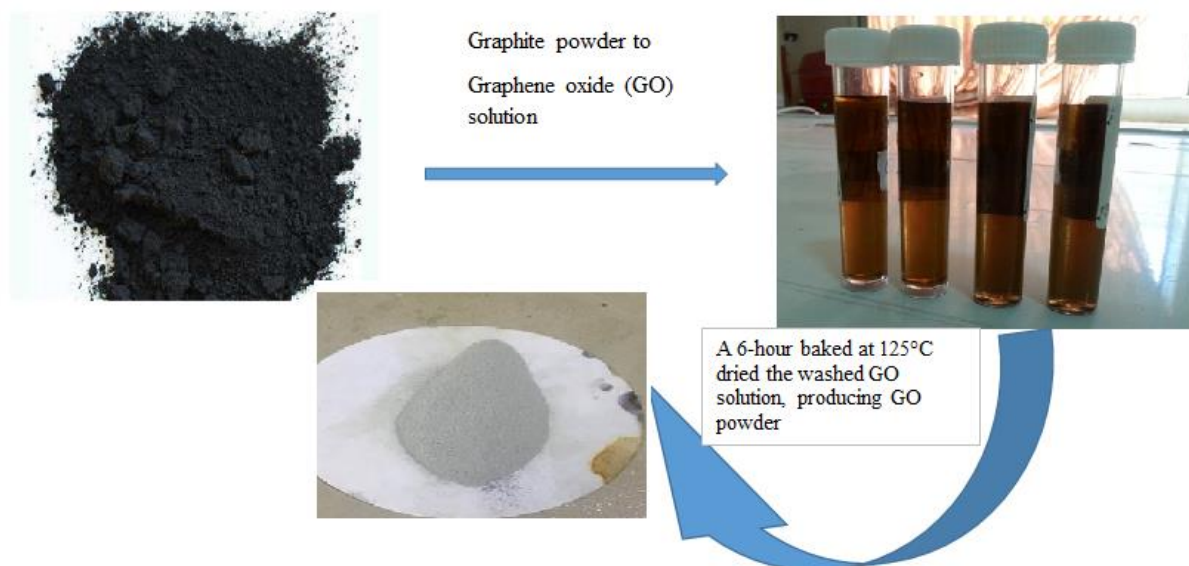 Graphite powder to
Graphene oxide (GO)
solution
A 6-hour baked at 125°C
dried the washed GO
solution, producing GO
powder